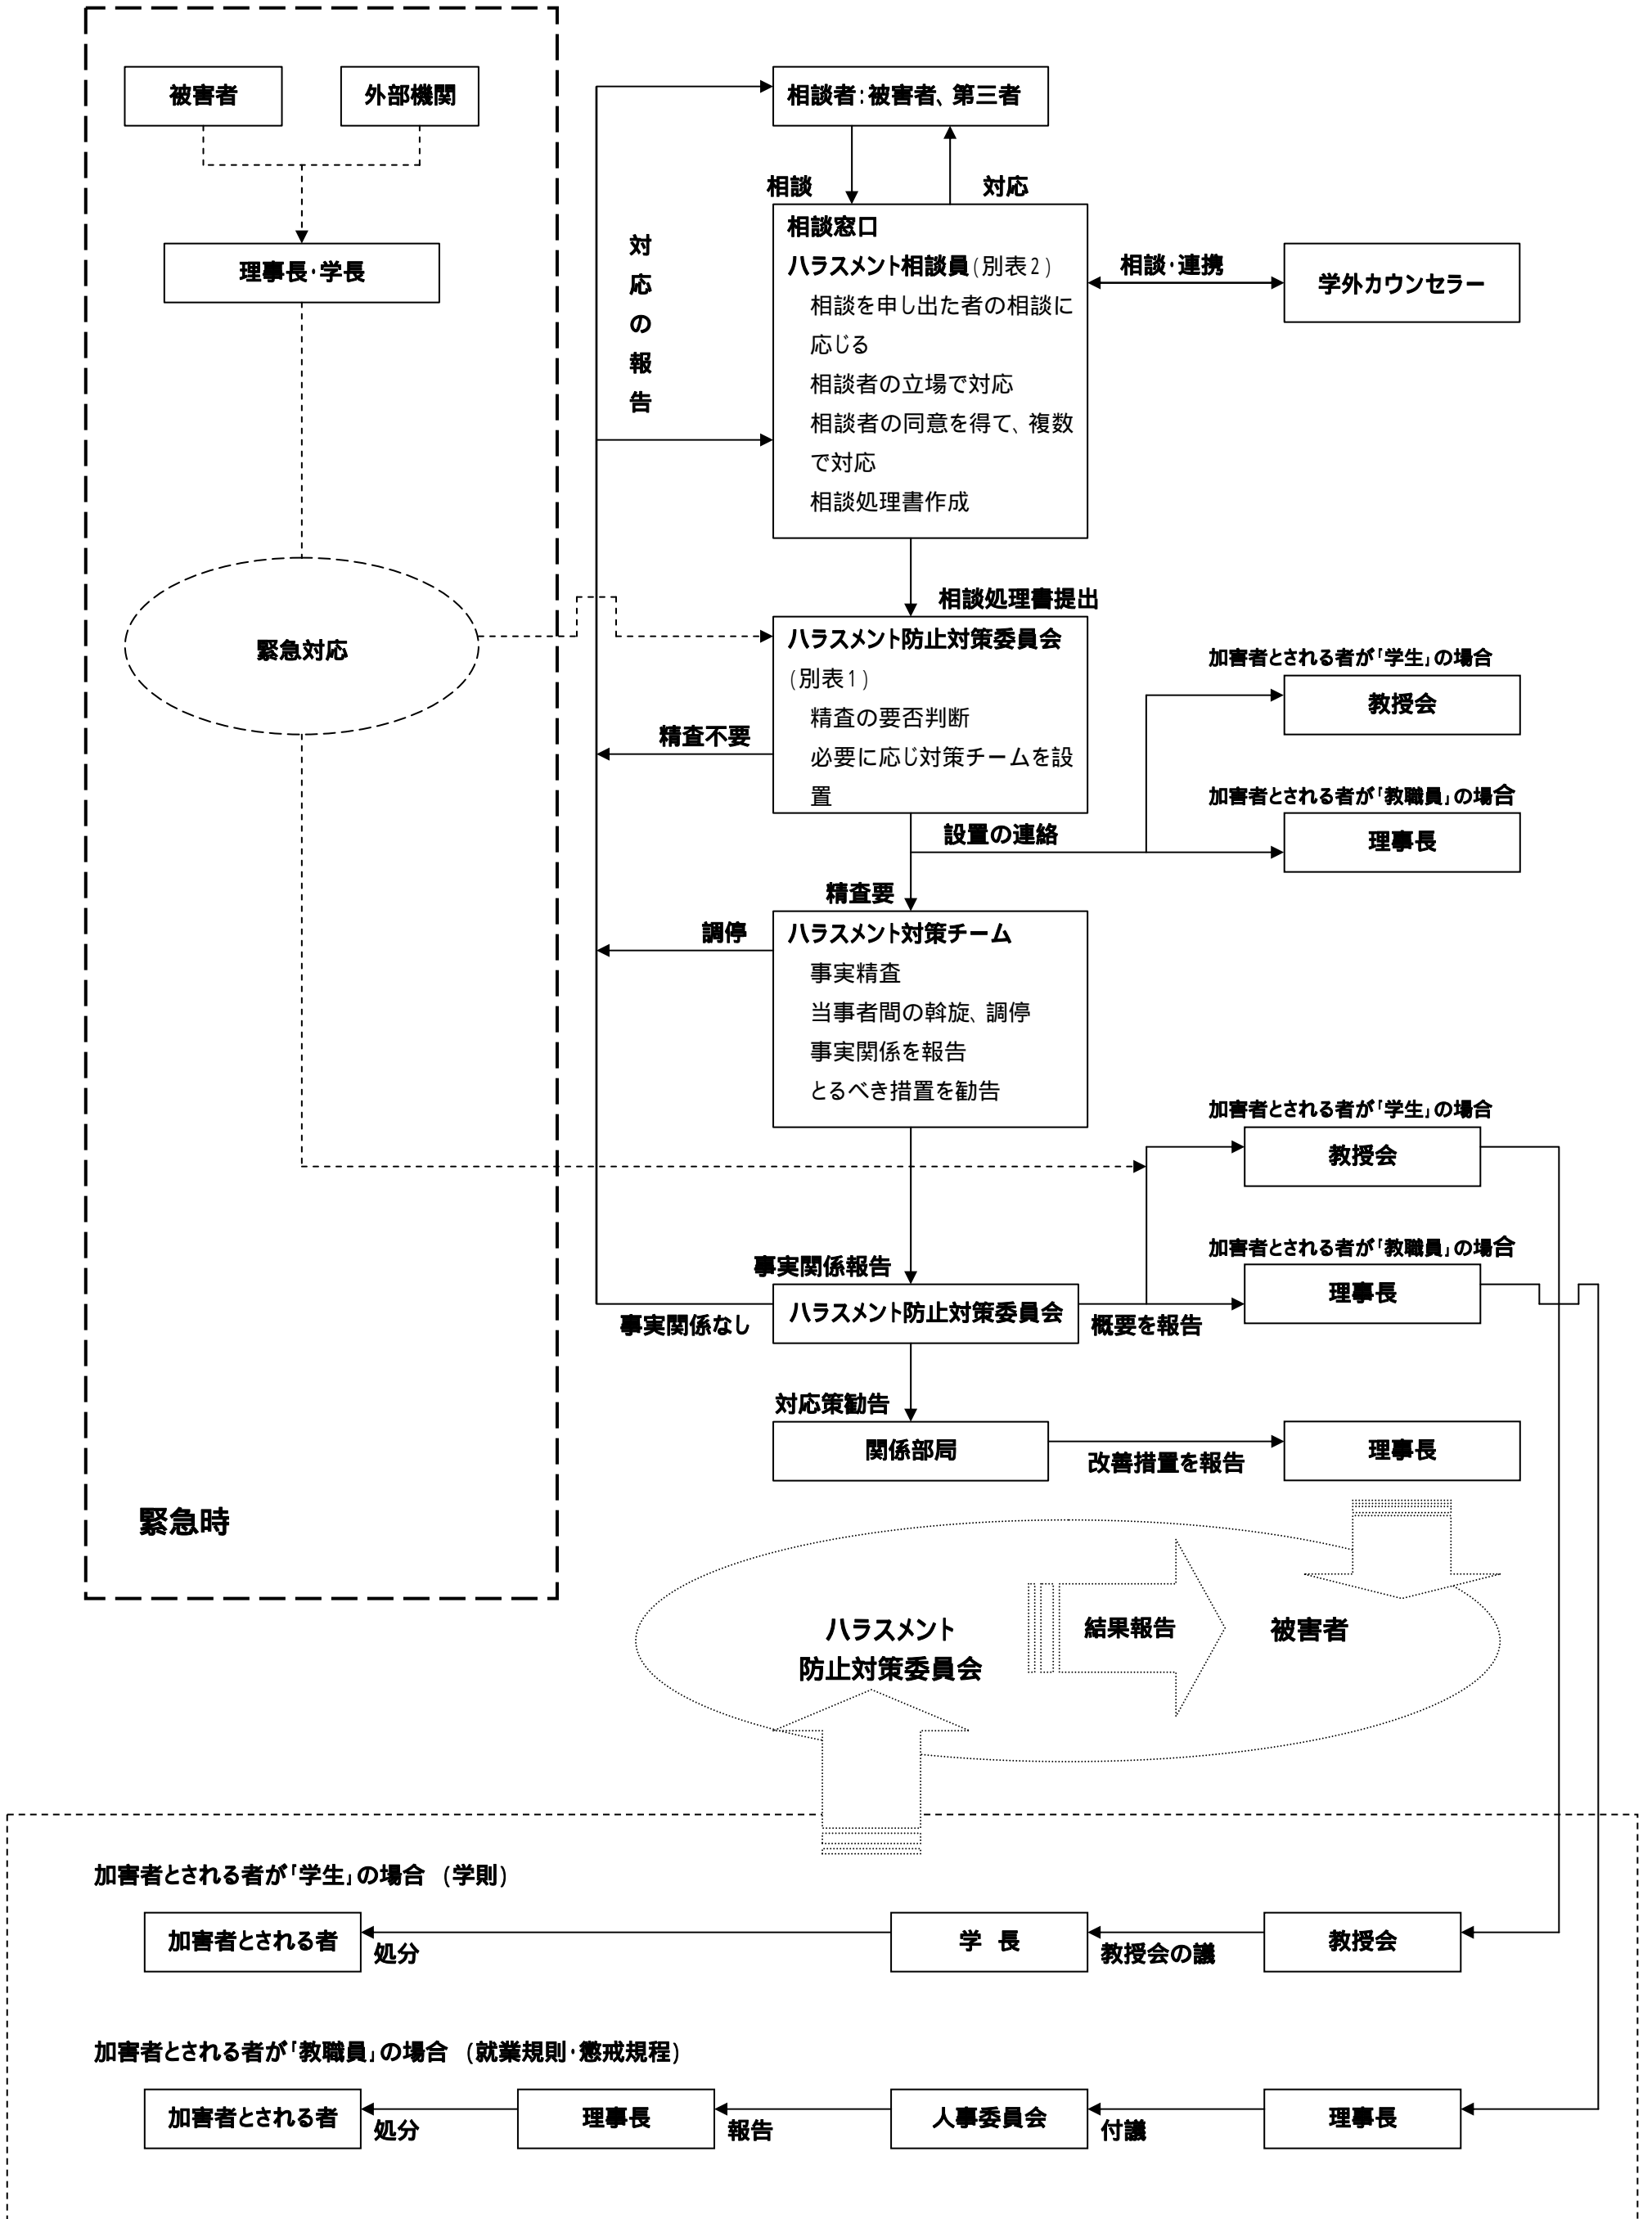 被害者
外部機関
理事長・学長
緊急対応
緊急時
相談者：被害者、第三者
相談
対応
対応の報告
相談窓口
ハラスメント相談員（別表２）
相談を申し出た者の相談に
応じる
相談者の立場で対応
相談者の同意を得て、複数
で対応
相談処理書作成
相談・連携
学外カウンセラー
相談処理書提出
ハラスメント防止対策委員会
（別表１）
精査の要否判断
必要に応じ対策チームを設
置
精査不要
加害者とされる者が「学生」の場合
教授会
加害者とされる者が「教職員」の場合
理事長
設置の連絡
精査要
調停
ハラスメント対策チーム
事実精査
当事者間の斡旋、調停
事実関係を報告
とるべき措置を勧告
加害者とされる者が「学生」の場合
教授会
加害者とされる者が「教職員」の場合
理事長
事実関係報告
ハラスメント防止対策委員会
事実関係なし
概要を報告
対応策勧告
関係部局
改善措置を報告
理事長
ハラスメント
防止対策委員会
結果報告
被害者
加害者とされる者が「学生」の場合 （学則）
加害者とされる者
処分
学 長
教授会の議
教授会
加害者とされる者が「教職員」の場合 （就業規則・懲戒規程）
加害者とされる者
処分
理事長
報告
人事委員会
付議
理事長